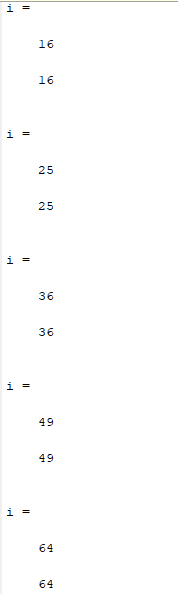 i =
16
16
i =
25
25
i =
36
36
i =
49
49
i =
64
64